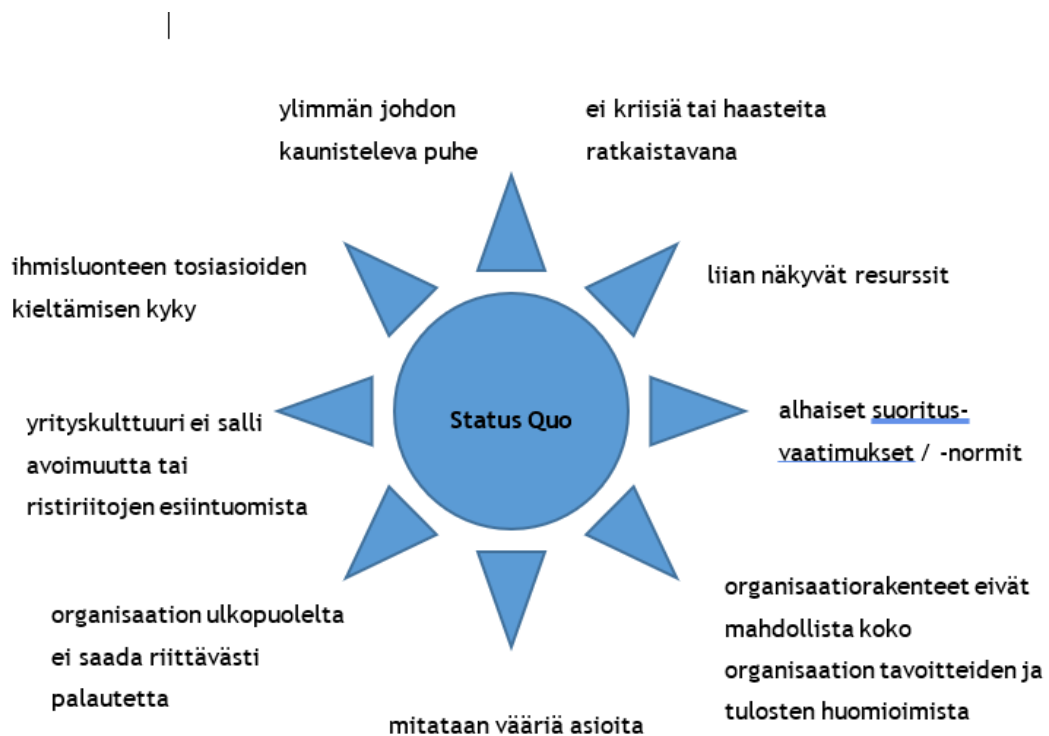 ylimmän johdon
kaunisteleva puhe
ei kriisiä tai haasteita
ratkaistavana
ihmisluonteen tosiasioiden
kieltämisen kyky
liian näkyvät resurssit
yrityskulttuuri ei salli
avoimuutta tai
ristiriitojen esiintuomista
Status Quo
alhaiset suoritus-
vaatimukset / -normit
organisaation ulkopuolelta
ei saada riittävästi
palautetta
organisaatiorakenteet eivät
mahdollista koko
organisaation tavoitteiden ja
tulosten huomioimista
mitataan vääriä asioita